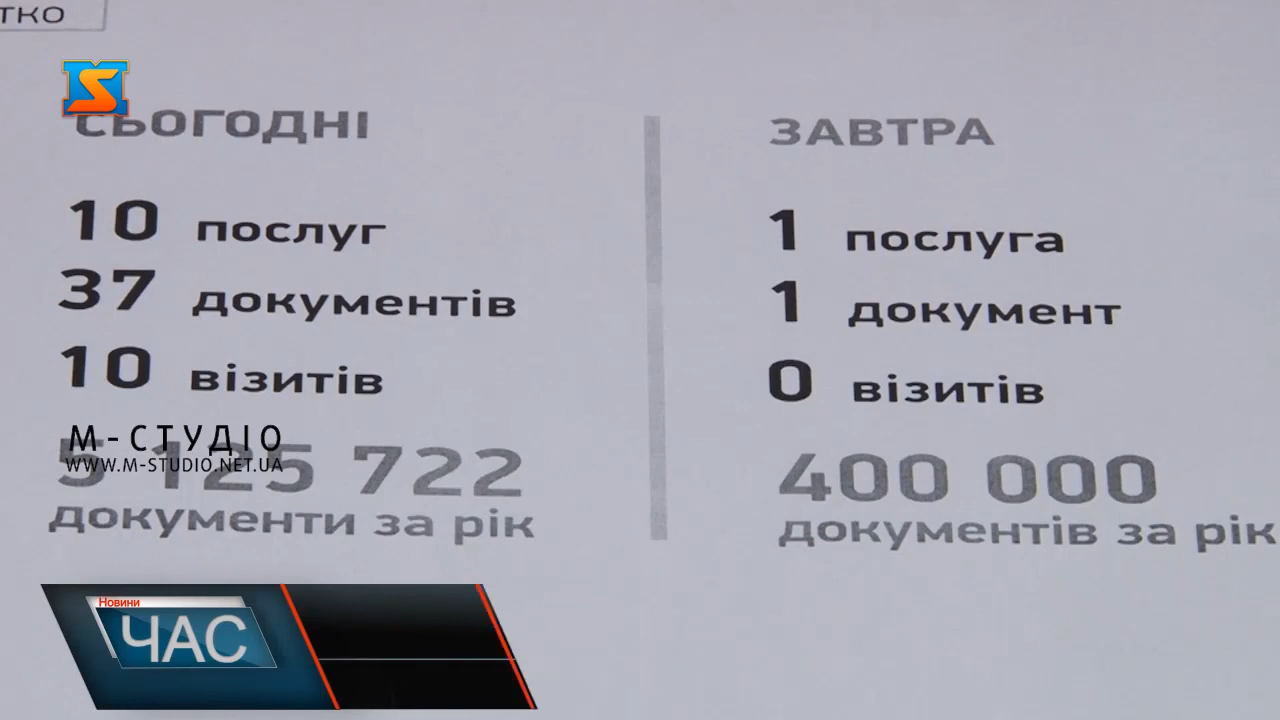 ТКО
СЬОГОДНІ
10 послуг
37 документів
10 візитів
5 125 722
документи за рік
ЗАВТРА
1 послуга
1 документ
0 візитів
400 000
документів за рік
М-СТУДІО
WWW.M-STUDIO.NET.UA
Новини
ЧАС